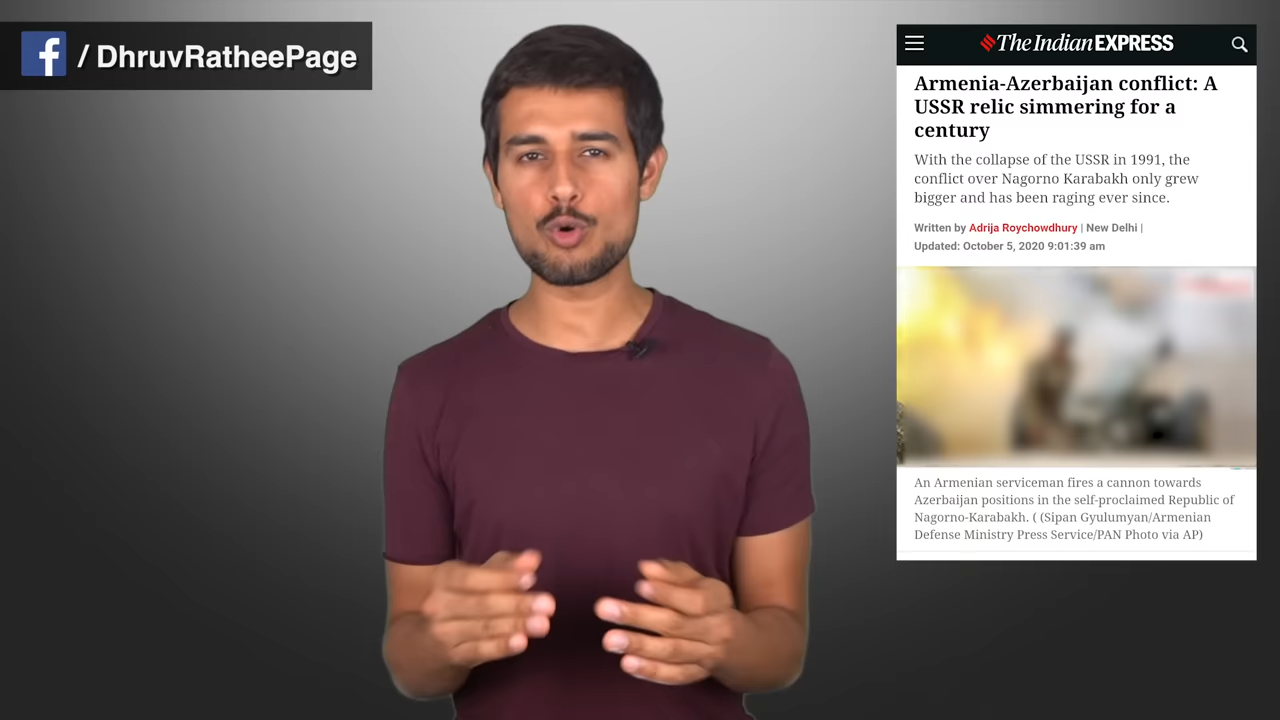 / DhruvRatheePage
The Indian EXPRESS
Armenia-Azerbaijan conflict: A
USSR relic simmering for a
century
With the collapse of the USSR in 1991, the
conflict over Nagorno Karabakh only grew
bigger and has been raging ever since.
Written by Adrija Roychowdhury | New Delhi |
Updated: October 5, 2020 9:01:39 am
An Armenian serviceman fires a cannon towards
Azerbaijan positions in the self-proclaimed Republic of
Nagorno-Karabakh. ( (Sipan Gyulumyan/Armenian
Defense Ministry Press Service/PAN Photo via AP)